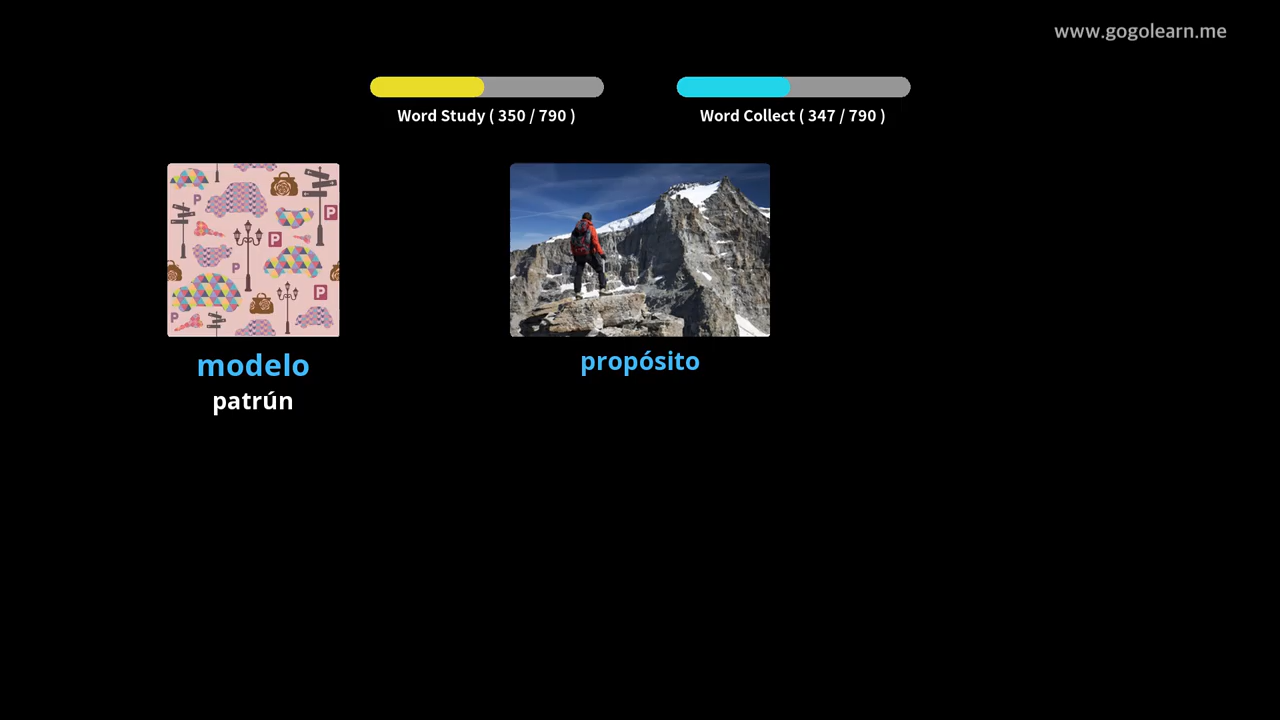 www.gogolearn.me
Word Study ( 350 / 790 )
Word Collect ( 347 / 790 )
P
P
P
P
P
P
modelo
patrún
propósito